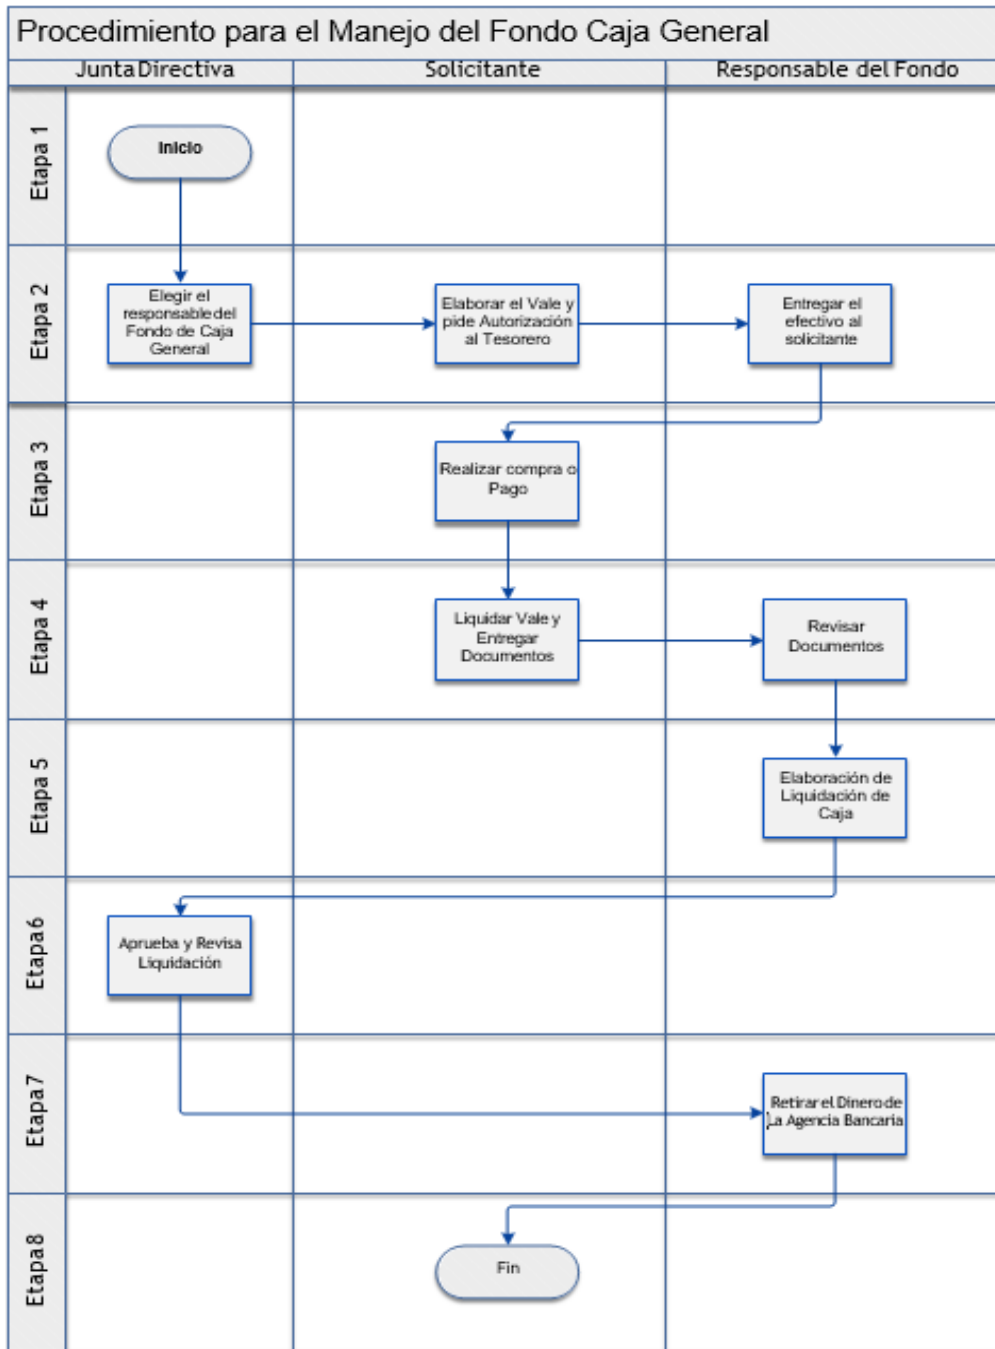 Procedimiento para el Manejo del Fondo Caja General
Junta Directiva
Solicitante
Responsable del Fondo
Etapa 1
Inicio
Etapa 2
Elegir el
responsable del
Fondo de Caja
General
Elaborar el Vale y
pide Autorización
al Tesorero
Entregar el
efectivo al
solicitante
Etapa 3
Realizar compra o
Pago
Etapa 4
Liquidar Vale y
Entregar
Documentos
Revisar
Documentos
Etapa 5
Elaboración de
Liquidación de
Caja
Etapa6
Aprueba y Revisa
Liquidación
Etapa7
Retirar el Dinero de
La Agencia Bancaria
Etapa8
Fin